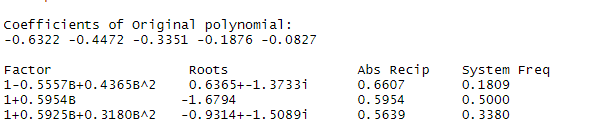 Coefficients of Original polynomial:
-0.6322 -0.4472 -0.3351 -0.1876 -0.0827
Factor Roots Abs Recip System Freq
1-0.5557B+0.4365B^2 0.6365+-1.3733i 0.6607 0.1809
1+0.5954B -1.6794 0.5954 0.5000
1+0.5925B+0.3180B^2 -0.9314+-1.5089i 0.5639 0.3380